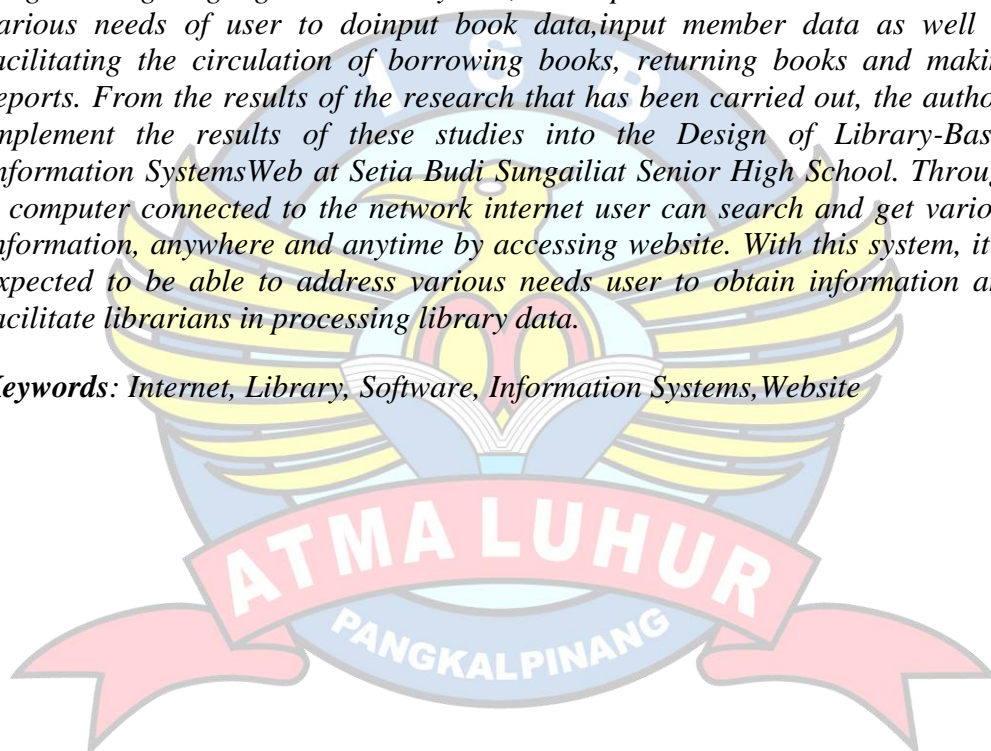 various needs of user to doinput book data,input member data as well
facilitating the circulation of borrowing books, returning books and makin
reports. From the results of the research that has been carried out, the autho
implement the results of these studies into the Design of Library-Bas
Information SystemsWeb at Setia Budi Sungailiat Senior High School. Throug
computer connected to the network internet user can search and get vario
information, anywhere and anytime by accessing website. With this system, it
expected to be able to address various needs user to obtain information an
facilitate librarians in processing library data.
Keywords: Internet, Library, Software, Information Systems,Website
I S B
ATMA LUHUR
PANGKALPINANG